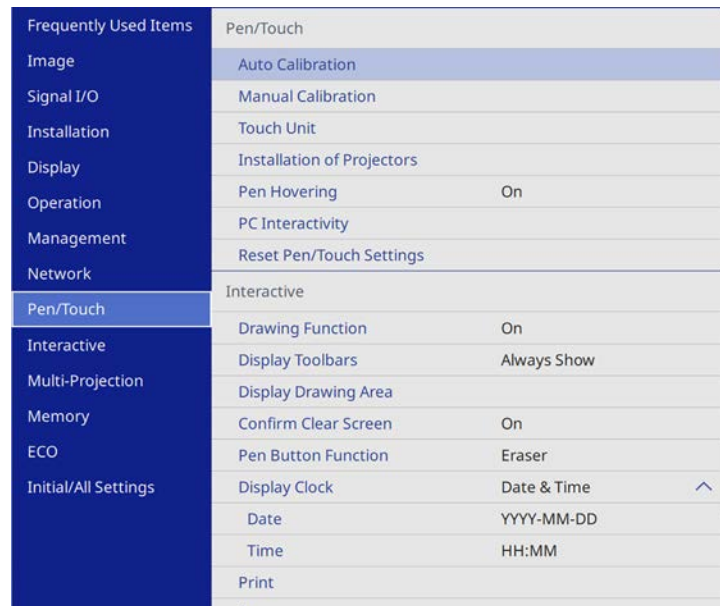 Frequently Used Items
Image
Signal I/O
Installation
Display
Operation
Management
Network
Pen/Touch
Interactive
Multi-Projection
Memory
ECO
Initial/All Settings
Pen/Touch
Auto Calibration
Manual Calibration
Touch Unit
Installation of Projectors
Pen Hovering On
PC Interactivity
Reset Pen/Touch Settings
Interactive
Drawing Function On
Display Toolbars Always Show
Display Drawing Area
Confirm Clear Screen On
Pen Button Function Eraser
Display Clock Date & Time
Date YYYY-MM-DD
Time HH:MM
Print